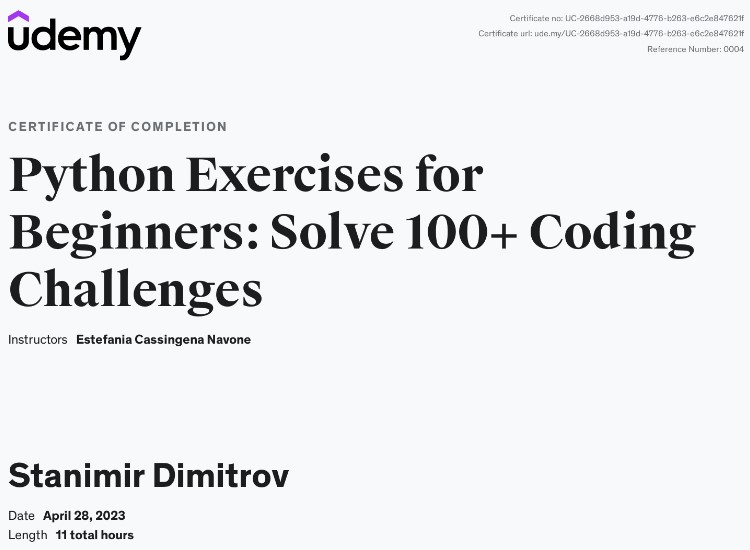 udemy
Certificate no: UC-2668d953-a19d-4776-b263-e6c2e847621f
Certificate url: ude.my/UC-2668d953-a19d-4776-b263-e6c2e847621f
Reference Number: 0004
CERTIFICATE OF COMPLETION
Python Exercises for
Beginners: Solve 100+ Coding
Challenges
Instructors Estefania Cassingena Navone
Stanimir Dimitrov
Date April 28, 2023
Length 11 total hours